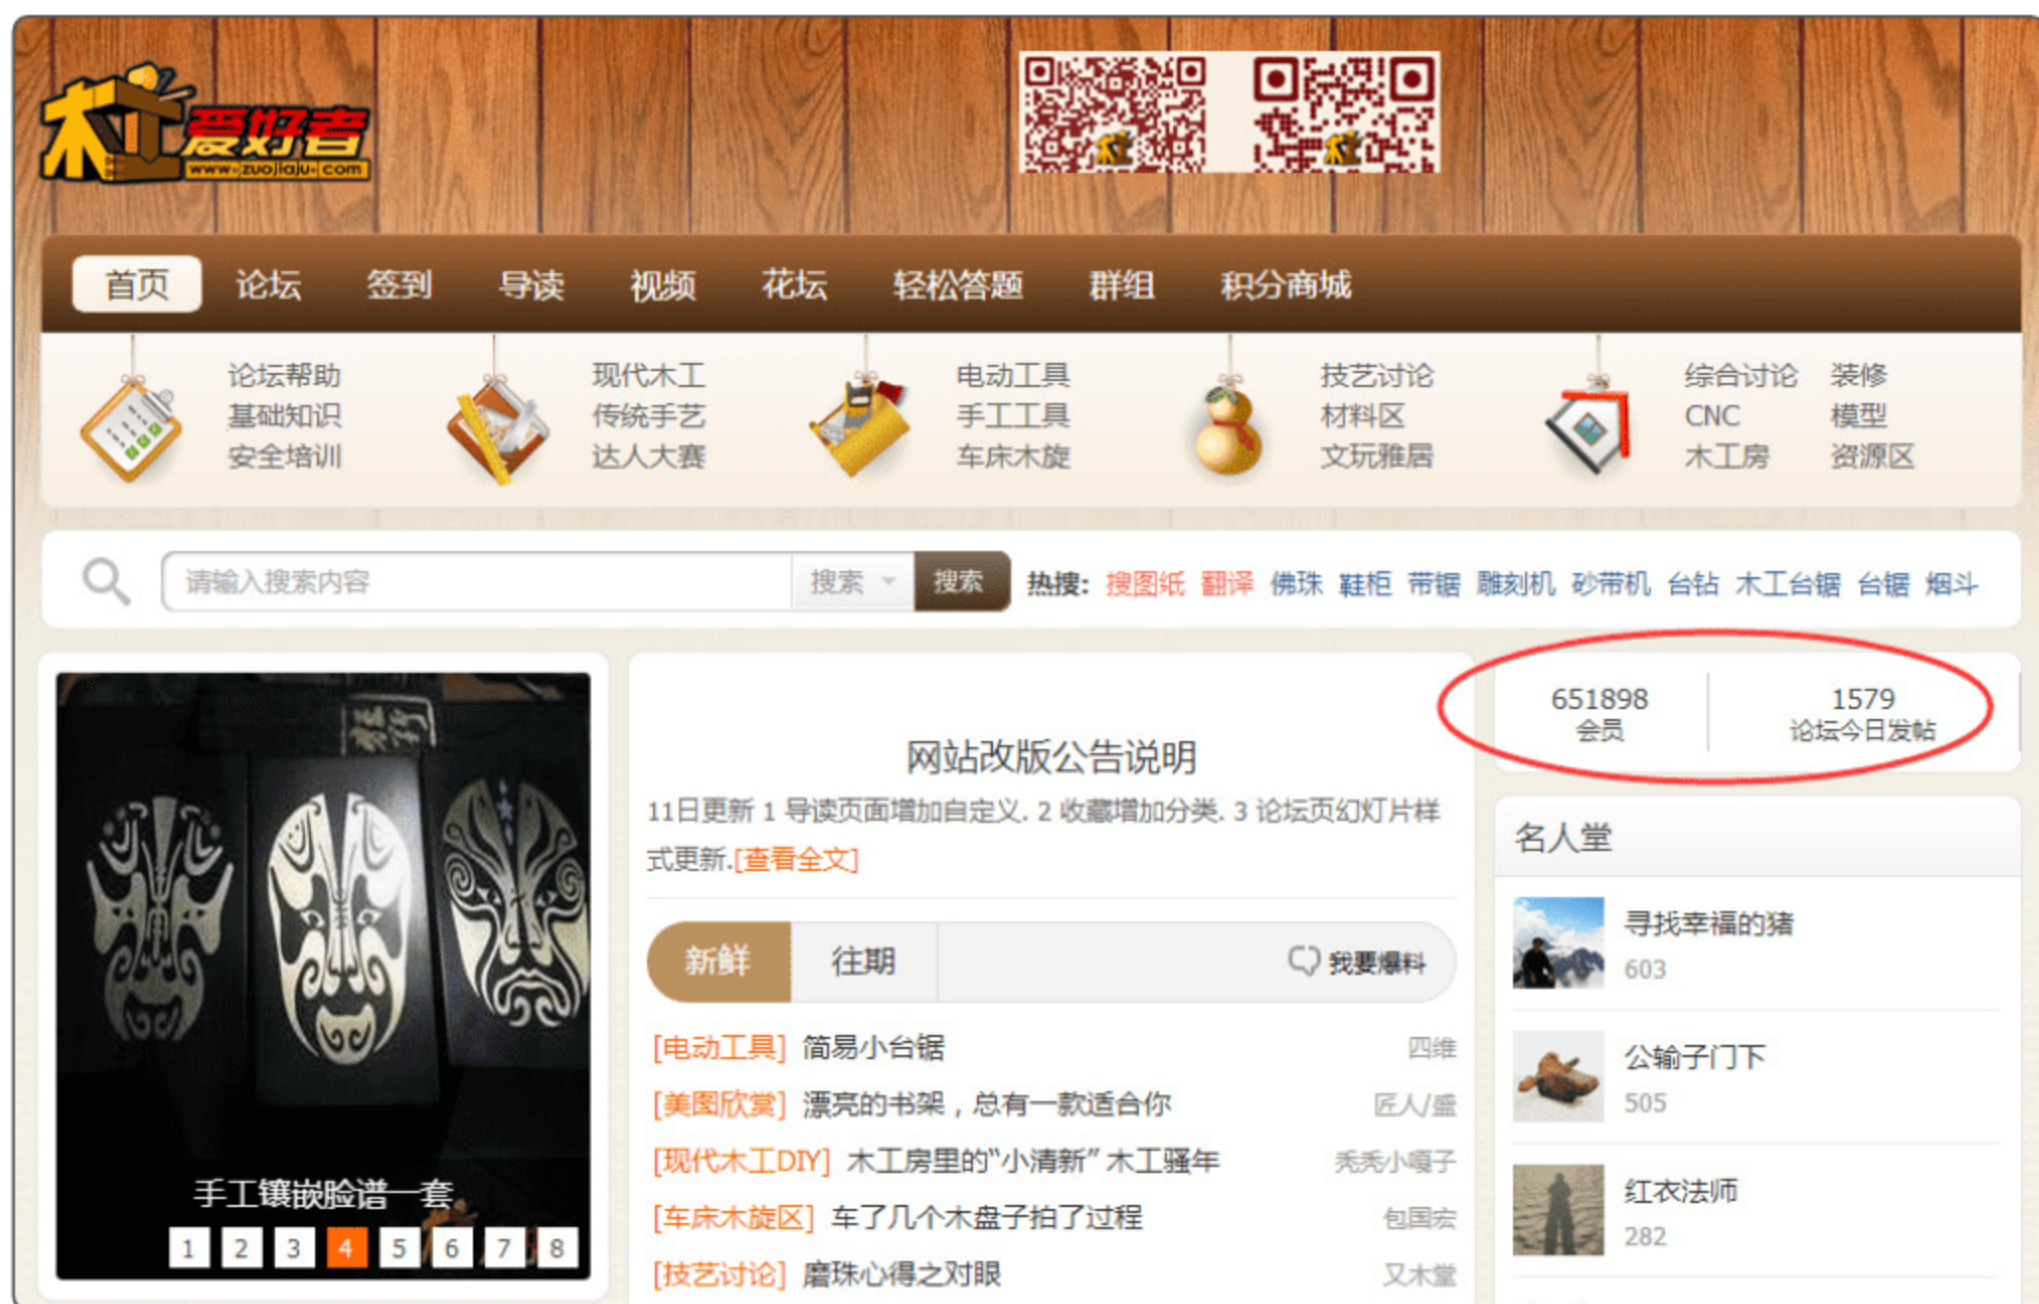 木工爱好者
www.zuojiaju.com
首页 论坛 签到 导读 视频 花坛 轻松答题 群组 积分商城
论坛帮助
基础知识
安全培训
现代木工
传统手艺
达人大赛
电动工具
手工工具
车床木旋
技艺讨论
材料区
文玩雅居
综合讨论 装修
CNC 模型
木工房 资源区
请输入搜索内容 搜索 搜索 热搜: 搜图纸 翻译 佛珠 鞋柜 带锯 雕刻机 砂带机 台钻 木工台锯 台锯 烟斗
手工镶嵌脸谱一套
1 2 3 4 5 6 7 8
网站改版公告说明
11日更新 1 导读页面增加自定义. 2 收藏增加分类. 3 论坛页幻灯片样
式更新.[查看全文]
新鲜 往期 我要爆料
[电动工具] 简易小台锯 四维
[美图欣赏] 漂亮的书架，总有一款适合你 匠人/盛
[现代木工DIY] 木工房里的“小清新” 木工骚年 秃秃小嘎子
[车床木旋区] 车了几个木盘子拍了过程 包国宏
[技艺讨论] 磨珠心得之对眼 又木堂
651898 1579
会员 论坛今日发帖
名人堂
寻找幸福的猪
603
公输子门下
505
红衣法师
282